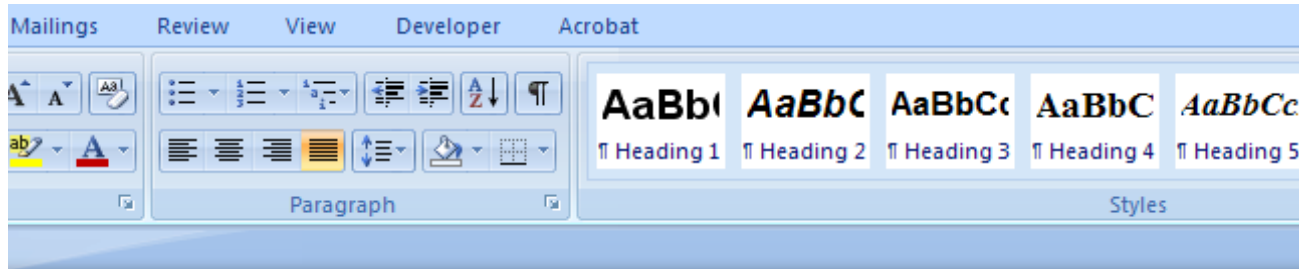 Mailings Review View Developer Acrobat
AaBb AaBbC AaBbCc AaBbC AaBbCc
¶ Heading 1 ¶ Heading 2 ¶ Heading 3 ¶ Heading 4 ¶ Heading 5
Paragraph Styles